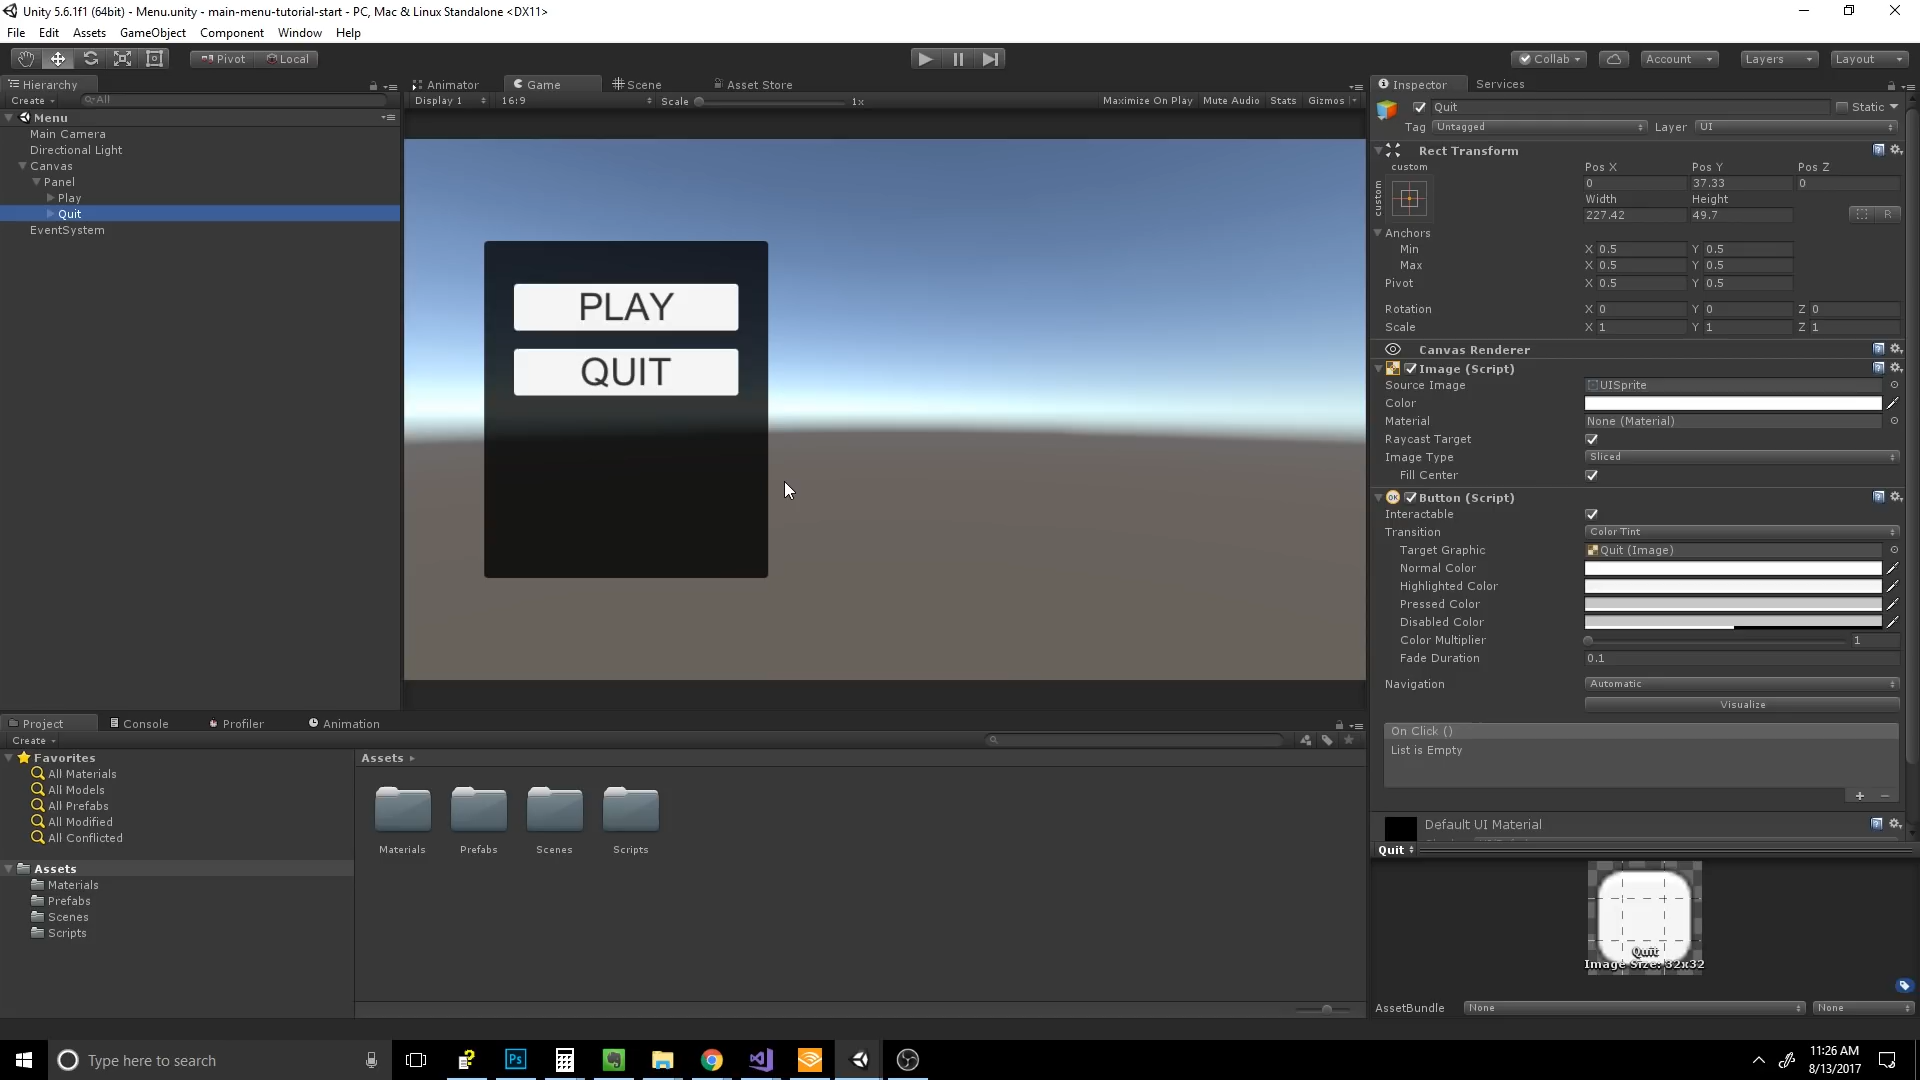 Unity 5.6.1f1 (64bit) - Menu.unity - main-menu-tutorial-start - PC, Mac & Linux Standalone <DX11>
File Edit Assets GameObject Component Window Help
Pivot Local Collab Account Layers Layout
Hierarchy
Create All
Menu
Main Camera
Directional Light
Canvas
Panel
Play
Quit
EventSystem
Animator Game Scene Asset Store
Display 1 16:9 Scale 1x Maximize On Play Mute Audio Stats Gizmos
PLAY
QUIT
Inspector Services
Quit Static
Tag Untagged Layer UI
Rect Transform
custom Pos X Pos Y Pos Z
custom 0 37.33 0
Width Height
227.42 49.7 R
Anchors
Min X 0.5 Y 0.5
Max X 0.5 Y 0.5
Pivot X 0.5 Y 0.5
Rotation X 0 Y 0 Z 0
Scale X 1 Y 1 Z 1
Canvas Renderer
Image (Script)
Source Image UISprite
Color
Material None (Material)
Raycast Target
Image Type Sliced
Fill Center
OK Button (Script)
Interactable
Transition Color Tint
Target Graphic Quit (Image)
Normal Color
Highlighted Color
Pressed Color
Disabled Color
Color Multiplier 1
Fade Duration 0.1
Navigation Automatic
Visualize
On Click ()
List is Empty
Default UI Material
Quit
Quit
Image Size: 32x32
AssetBundle None None
Project Console Profiler Animation
Create
Favorites
All Materials
All Models
All Prefabs
All Modified
All Conflicted
Assets
Materials
Prefabs
Scenes
Scripts
Assets
Materials Prefabs Scenes Scripts
Type here to search
Ps
11:26 AM
8/13/2017